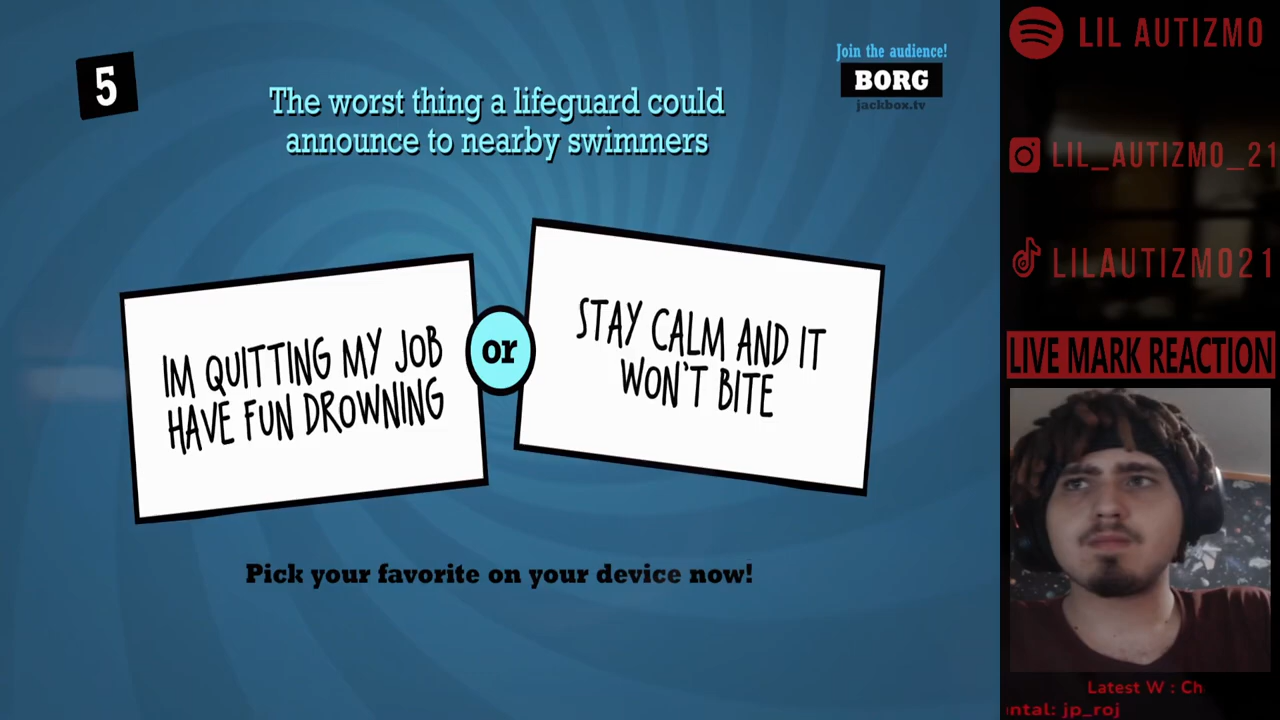 5
The worst thing a lifeguard could
announce to nearby swimmers
Join the audience!
BORG
jackbox.tv
IM QUITTING MY JOB
HAVE FUN DROWNING
or
STAY CALM AND IT
WON'T BITE
Pick your favorite on your device now!
LIL AUTIZMO
LIL_AUTIZMO_21
LILAUTIZMO21
LIVE MARK REACTION
Latest W : Ch
ntal: jp_roj